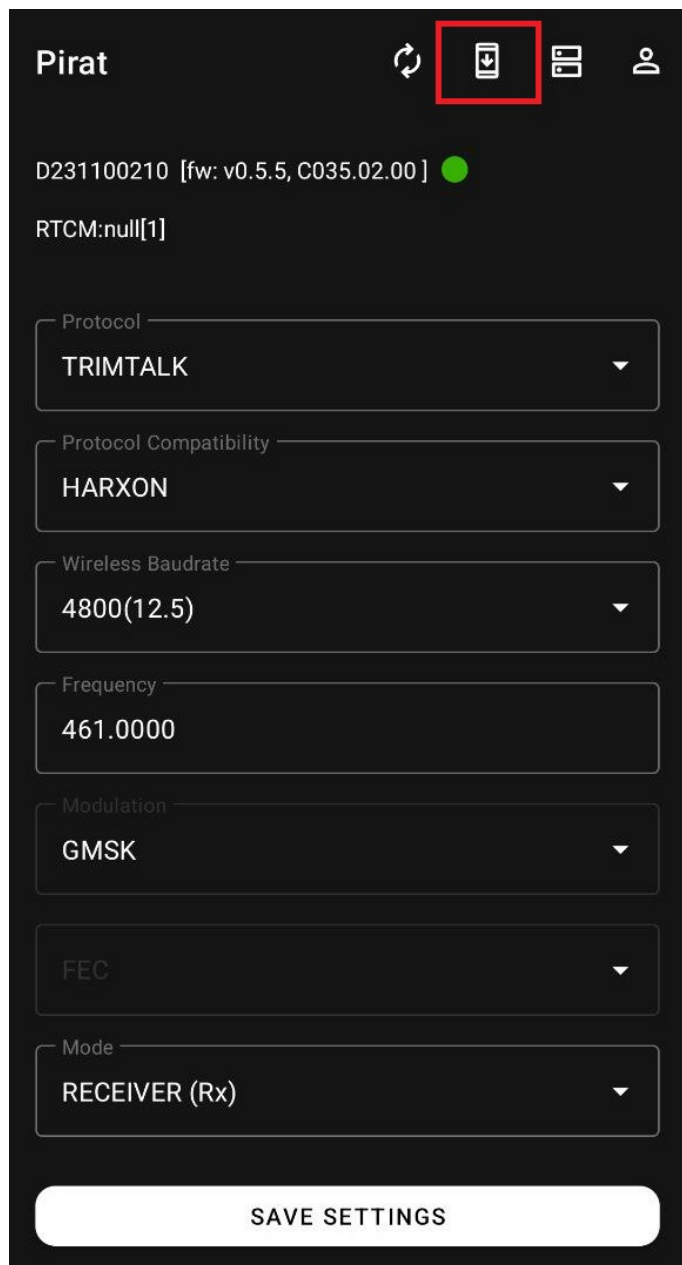 Pirat
D231100210 [fw: v0.5.5, C035.02.00 ]
RTCM:null[1]
Protocol
TRIMTALK
Protocol Compatibility
HARXON
Wireless Baudrate
4800(12.5)
Frequency
461.0000
Modulation
GMSK
FEC
Mode
RECEIVER (Rx)
SAVE SETTINGS